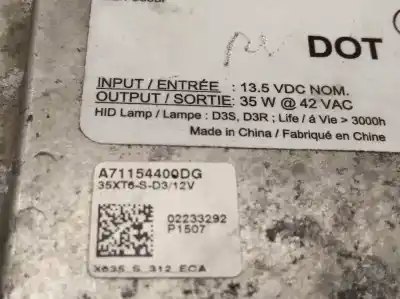 DOT
INPUT / ENTRÉE : 13.5 VDC NOM.
OUTPUT / SORTIE: 35 W @ 42 VAC
HID Lamp / Lampe : D3S, D3R ; Life / á Vie > 3000h
Made in China / Fabriqué en Chine
A71154400DG
35XT6-S-D3/12V
02233292
P1507
X635_S_312_ECA